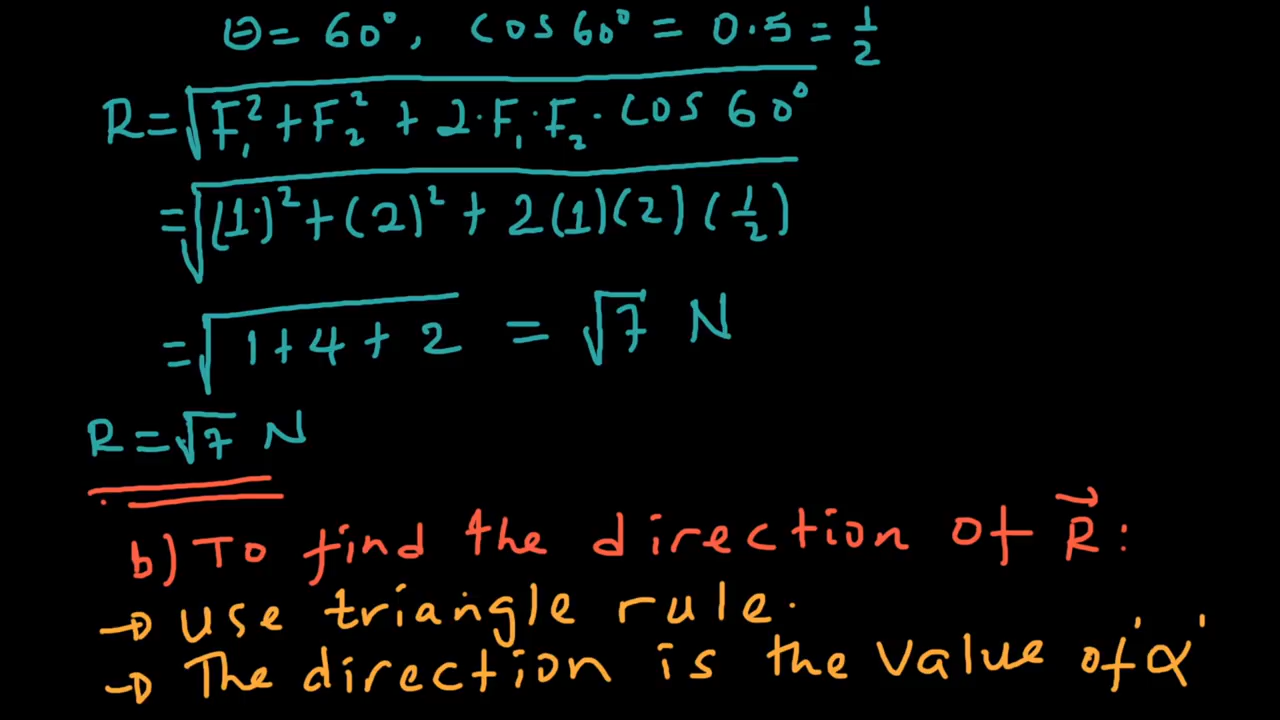 θ = 60°, cos 60° = 0.5 = 1/2
R = √(F₁² + F₂² + 2·F₁·F₂·cos 60°)
= √((1)² + (2)² + 2(1)(2)(1/2))
= √(1+4+2) = √7 N
R = √7 N
b) To find the direction of R⃗:
→ Use triangle rule.
→ The direction is the value of 'α'